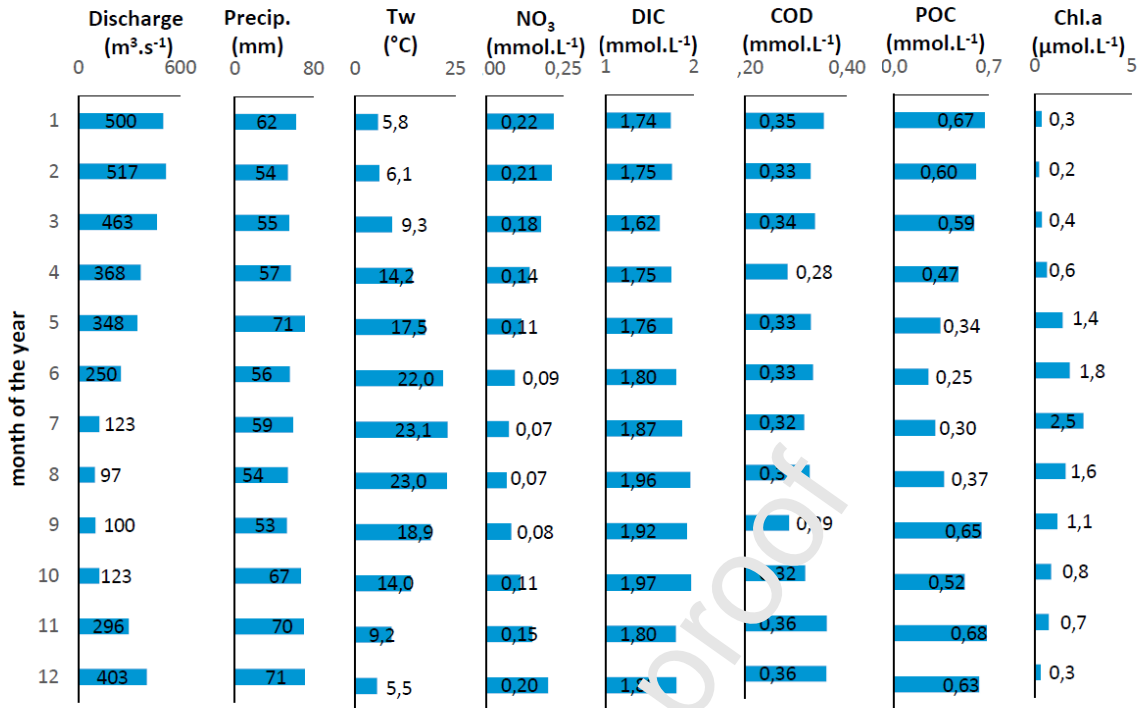 Discharge Precip. Tw NO₃ DIC COD POC Chl.a
(m³.s⁻¹) (mm) (°C) (mmol.L⁻¹) (mmol.L⁻¹) (mmol.L⁻¹) (mmol.L⁻¹) (µmol.L⁻¹)
0 600 0 80 0 25 ,00 0,25 1 2 ,20 0,40 0,0 0,7 0 5
month of the year
1 500 62 5,8 0,22 1,74 0,35 0,67 0,3
2 517 54 6,1 0,21 1,75 0,33 0,60 0,2
3 463 55 9,3 0,18 1,62 0,34 0,59 0,4
4 368 57 14,2 0,14 1,75 0,28 0,47 0,6
5 348 71 17,5 0,11 1,76 0,33 0,34 1,4
6 250 56 22,0 0,09 1,80 0,33 0,25 1,8
7 123 59 23,1 0,07 1,87 0,32 0,30 2,5
8 97 54 23,0 0,07 1,96 0,37 1,6
9 100 53 18,9 0,08 1,92 0,65 1,1
10 123 67 14,0 0,11 1,97 ,32 0,52 0,8
11 296 70 9,2 0,15 1,80 0,36 0,68 0,7
12 403 71 5,5 0,20 0,36 0,63 0,3
proof